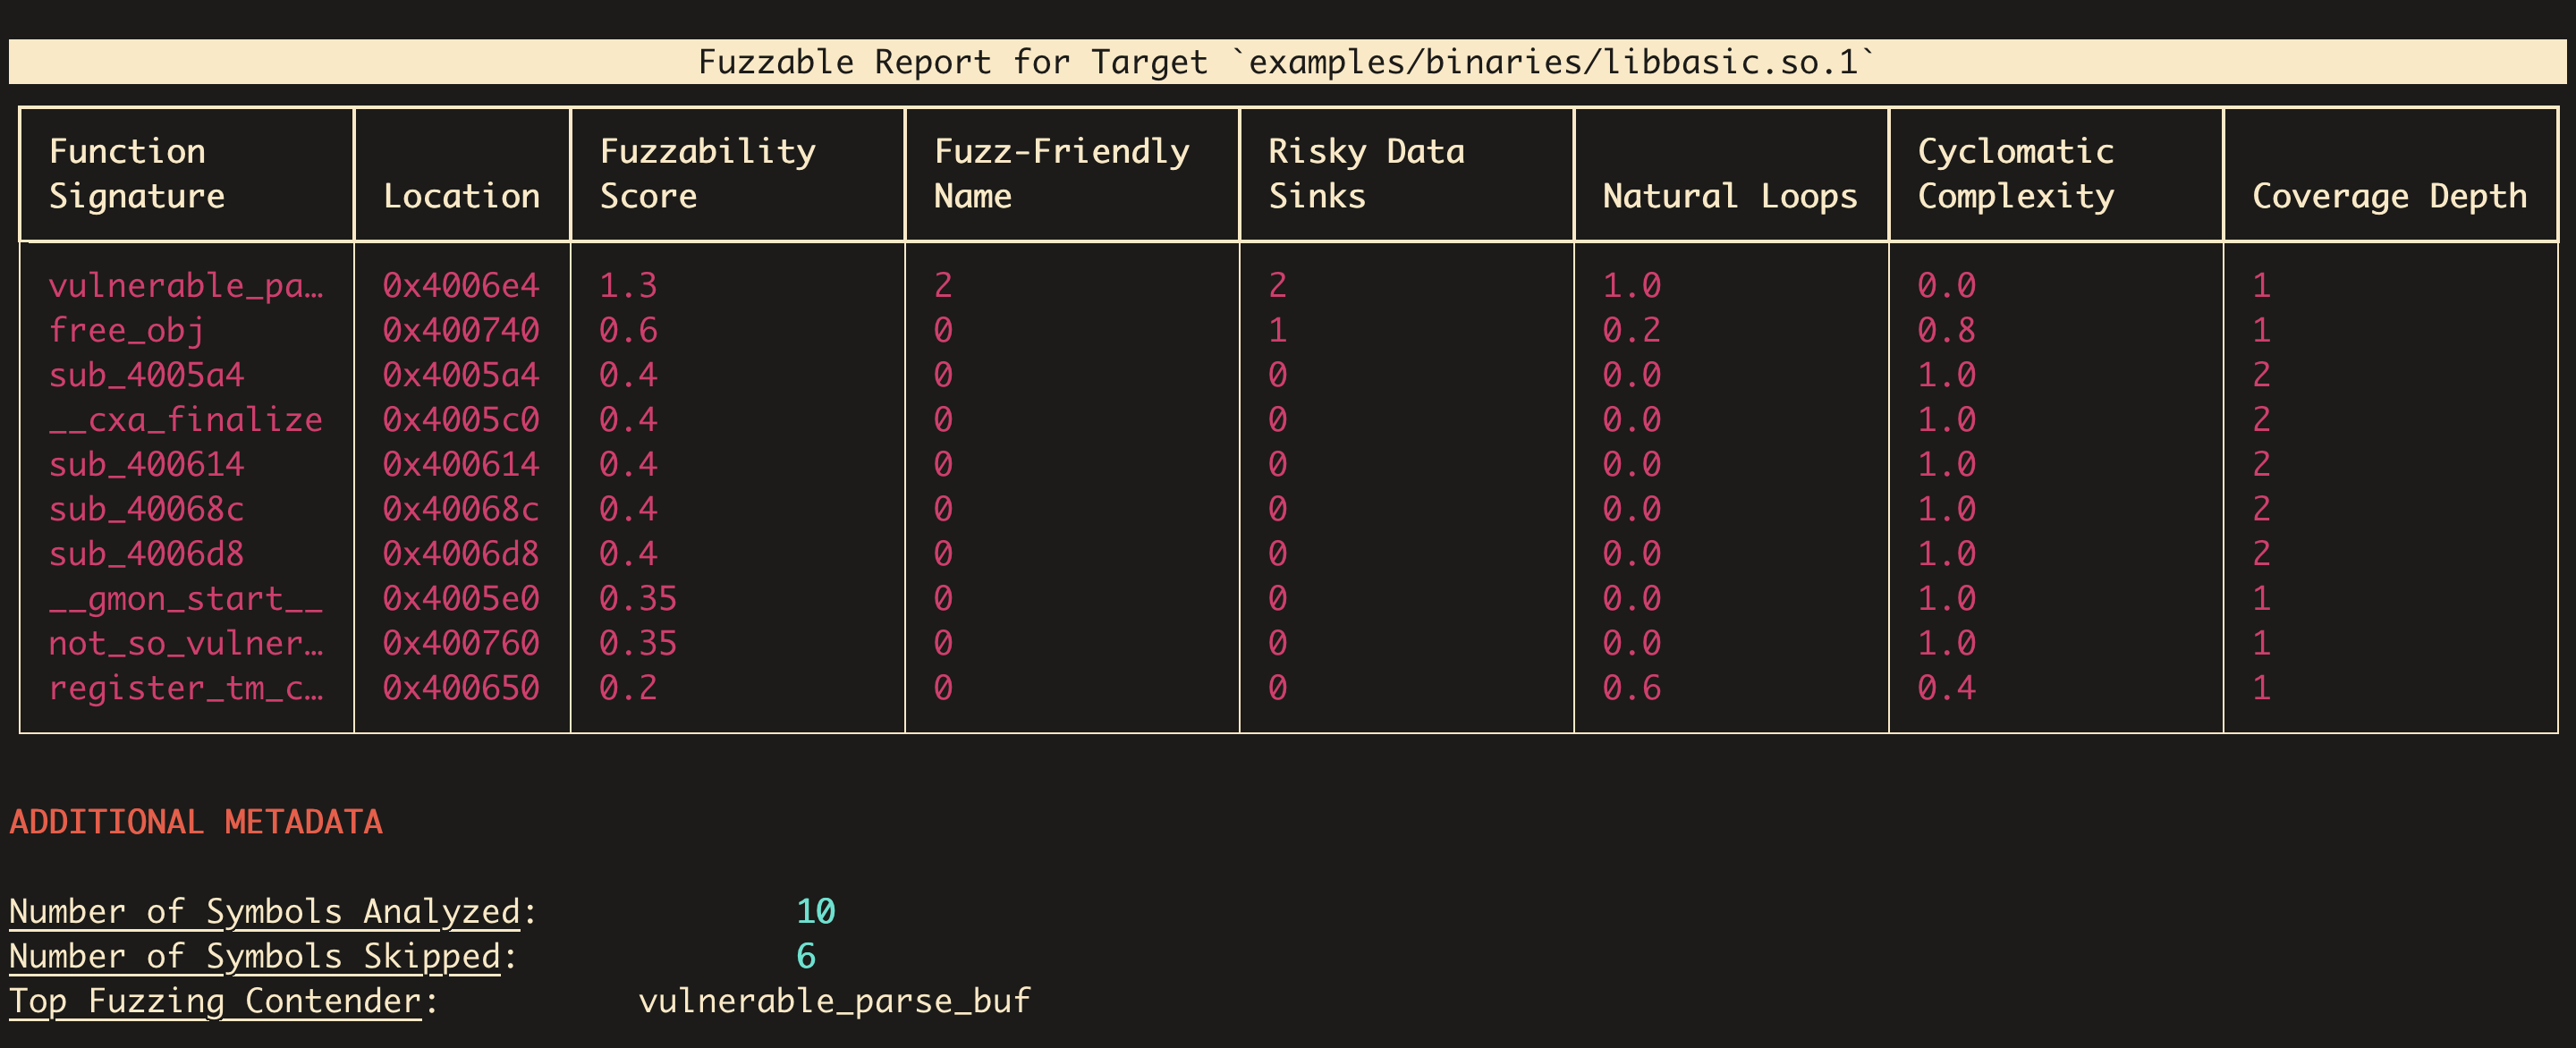 Fuzzable Report for Target `examples/binaries/libbasic.so.1`
Function Signature | Location | Fuzzability Score | Fuzz-Friendly Name | Risky Data Sinks | Natural Loops | Cyclomatic Complexity | Coverage Depth
vulnerable_pa… 0x4006e4 1.3 2 2 1.0 0.0 1
free_obj 0x400740 0.6 0 1 0.2 0.8 1
sub_4005a4 0x4005a4 0.4 0 0 0.0 1.0 2
__cxa_finalize 0x4005c0 0.4 0 0 0.0 1.0 2
sub_400614 0x400614 0.4 0 0 0.0 1.0 2
sub_40068c 0x40068c 0.4 0 0 0.0 1.0 2
sub_4006d8 0x4006d8 0.4 0 0 0.0 1.0 2
__gmon_start__ 0x4005e0 0.35 0 0 0.0 1.0 1
not_so_vulner… 0x400760 0.35 0 0 0.0 1.0 1
register_tm_c… 0x400650 0.2 0 0 0.6 0.4 1
ADDITIONAL METADATA
Number of Symbols Analyzed: 10
Number of Symbols Skipped: 6
Top Fuzzing Contender: vulnerable_parse_buf